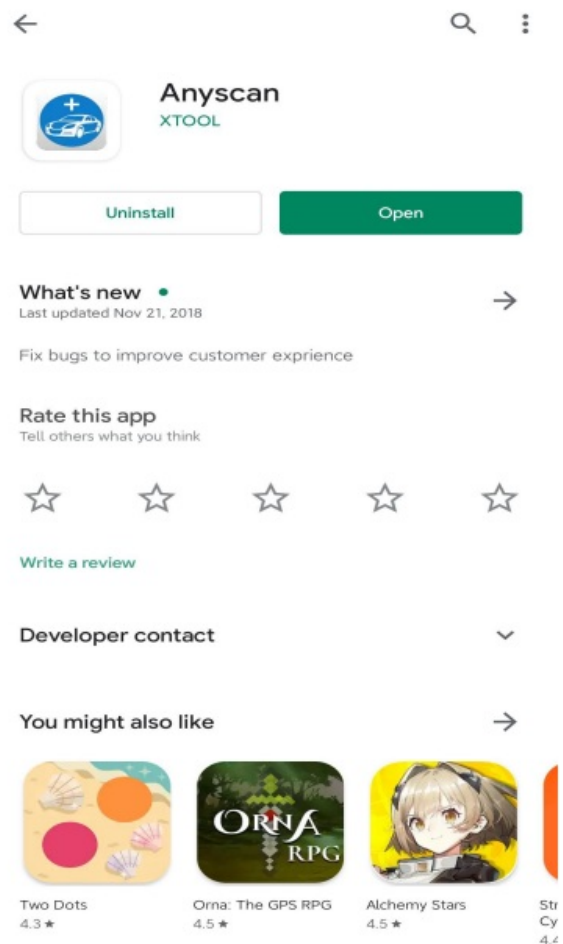 Anyscan
XTOOL
Uninstall
Open
What's new
Last updated Nov 21, 2018
Fix bugs to improve customer exprience
Rate this app
Tell others what you think
Write a review
Developer contact
You might also like
ORNA
RPG
Two Dots
Orna: The GPS RPG
Alchemy Stars
4.3 ★
4.5 ★
4.5 ★